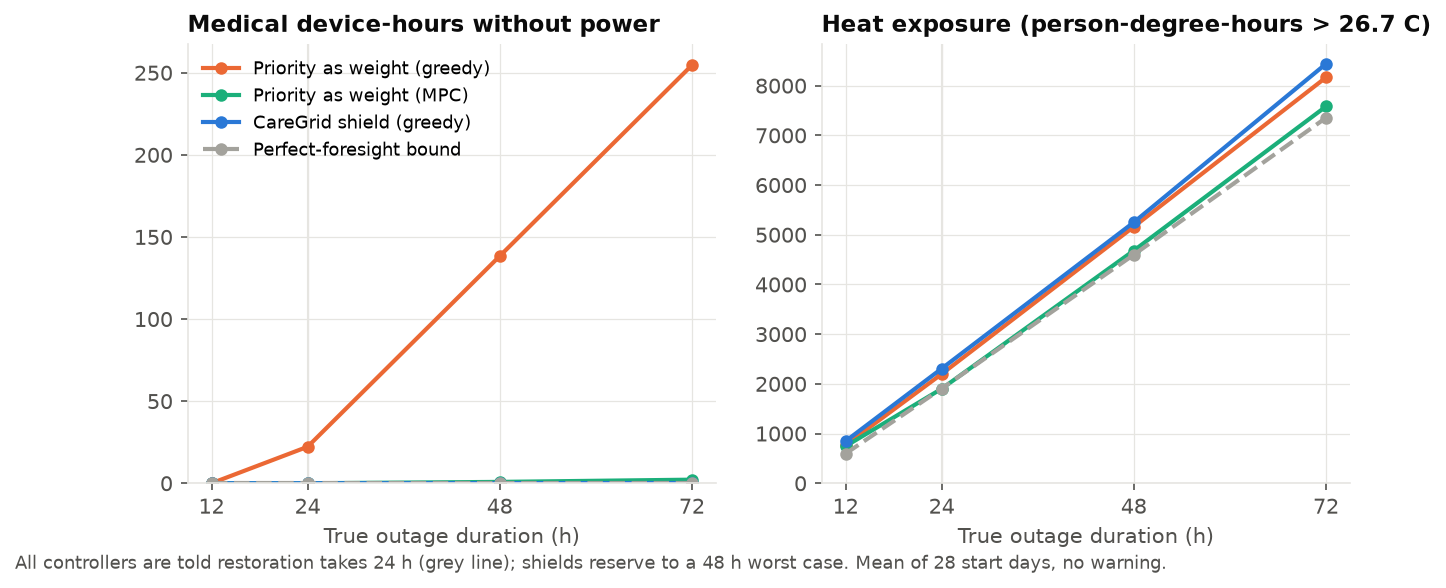 Medical device-hours without power
Heat exposure (person-degree-hours > 26.7 C)
Priority as weight (greedy)
Priority as weight (MPC)
CareGrid shield (greedy)
Perfect-foresight bound
250
200
150
100
50
0
12
24
48
72
True outage duration (h)
8000
7000
6000
5000
4000
3000
2000
1000
0
12
24
48
72
True outage duration (h)
All controllers are told restoration takes 24 h (grey line); shields reserve to a 48 h worst case. Mean of 28 start days, no warning.